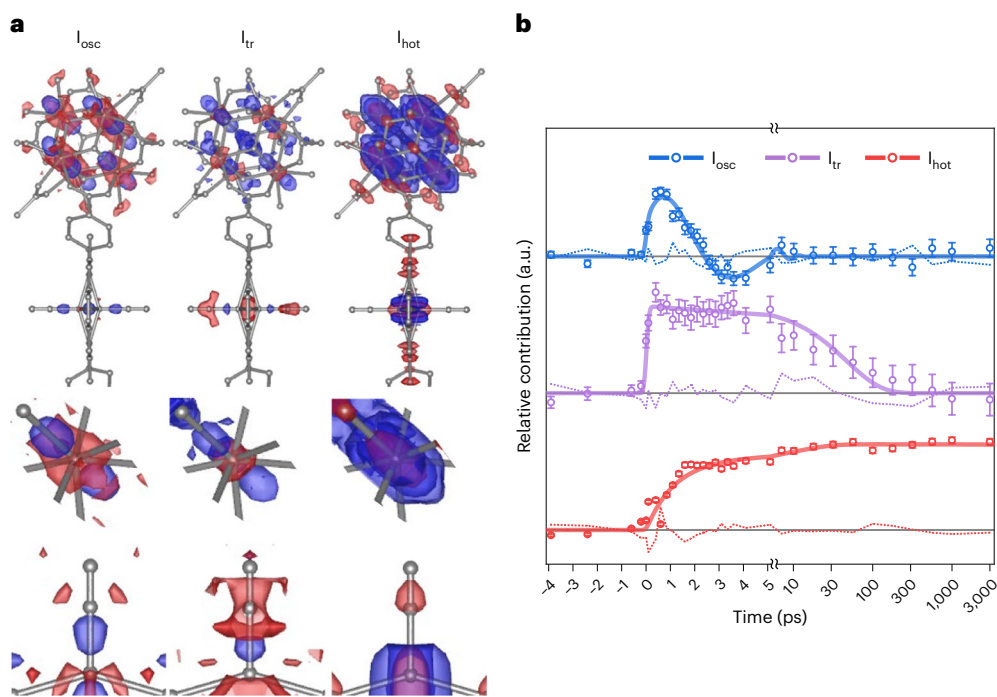 a
I_osc I_tr I_hot
b
I_osc I_tr I_hot
Relative contribution (a.u.)
-4 -3 -2 -1 0 1 2 3 4 5 10 30 100 300 1,000 3,000
Time (ps)